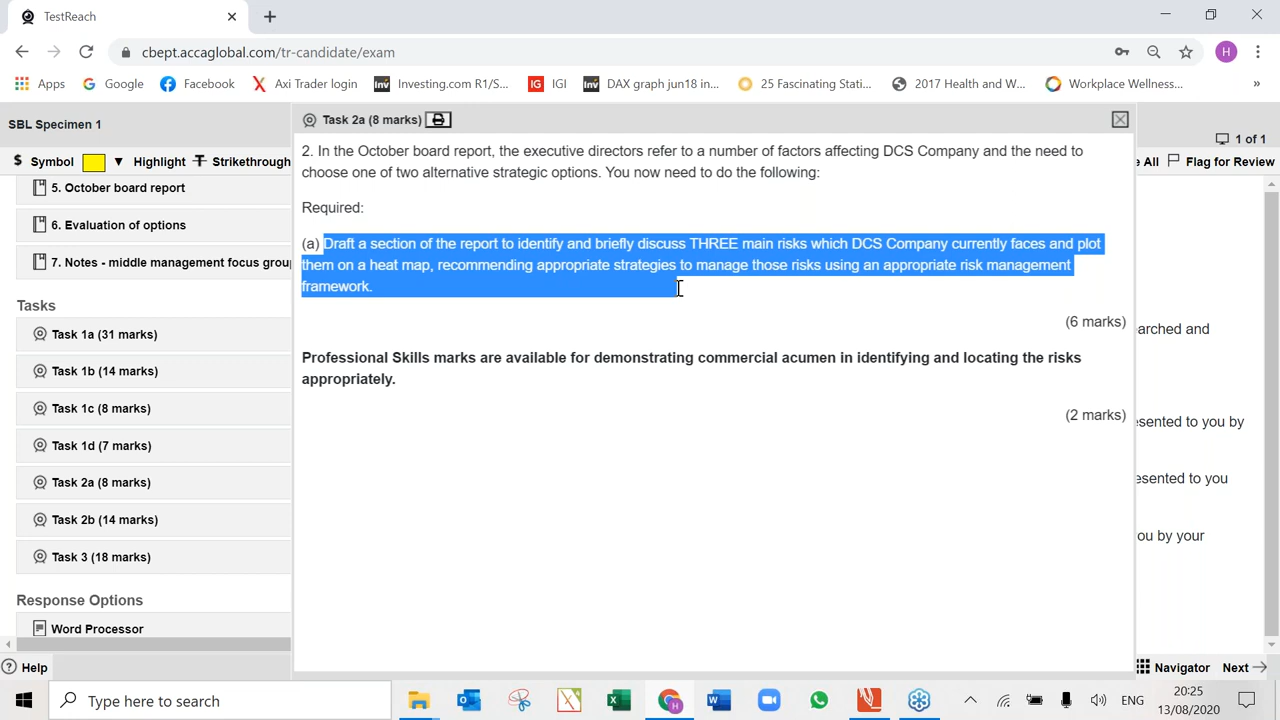 TestReach
cbept.accaglobal.com/tr-candidate/exam
H
Apps
Google
Facebook
Axi Trader login
Inv
Investing.com R1/S...
IG
IGI
Inv
DAX graph jun18 in...
25 Fascinating Stati...
2017 Health and W...
Workplace Wellness...
»
SBL Specimen 1
1 of 1
$ Symbol
Highlight
T Strikethrough
e All
Flag for Review
5. October board report
6. Evaluation of options
7. Notes - middle management focus grou
Tasks
Task 1a (31 marks)
Task 1b (14 marks)
Task 1c (8 marks)
Task 1d (7 marks)
Task 2a (8 marks)
Task 2b (14 marks)
Task 3 (18 marks)
Response Options
Word Processor
? Help
Task 2a (8 marks)
2. In the October board report, the executive directors refer to a number of factors affecting DCS Company and the need to
choose one of two alternative strategic options. You now need to do the following:
Required:
(a) Draft a section of the report to identify and briefly discuss THREE main risks which DCS Company currently faces and plot
them on a heat map, recommending appropriate strategies to manage those risks using an appropriate risk management
framework.
(6 marks)
Professional Skills marks are available for demonstrating commercial acumen in identifying and locating the risks
appropriately.
(2 marks)
arched and
esented to you by
esented to you
ou by your
Navigator
Next
Type here to search
ENG
20:25
13/08/2020